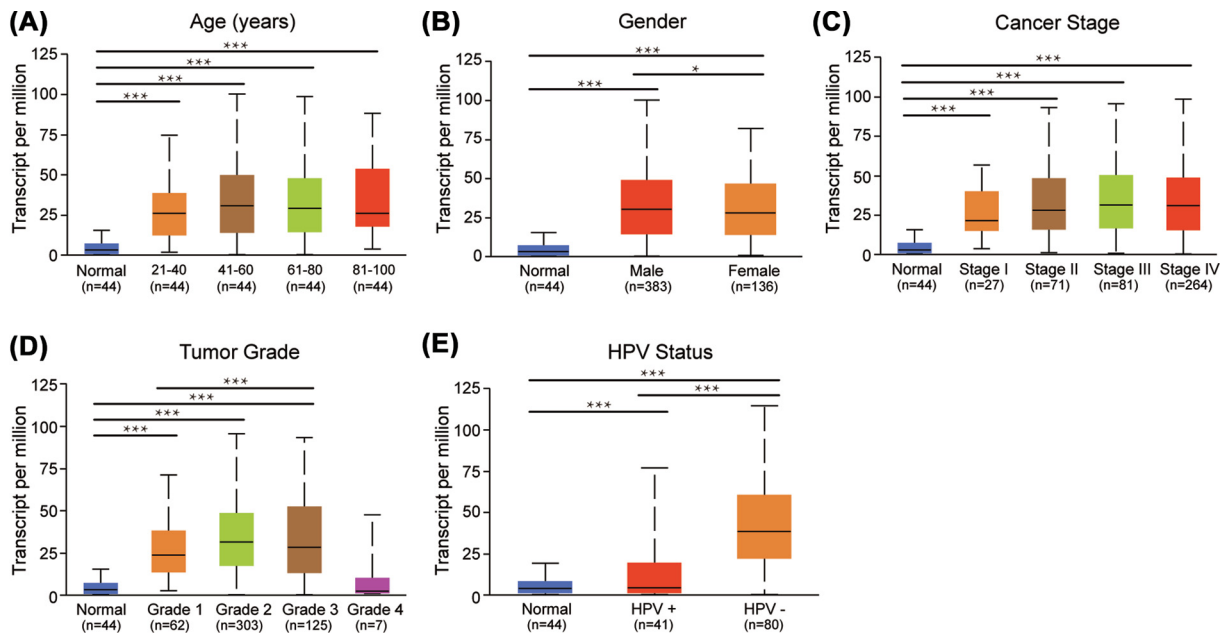 (A)
Age (years)
Transcript per million
125
100
75
50
25
0
***
***
***
***
Normal
21-40
41-60
61-80
81-100
(n=44)
(n=44)
(n=44)
(n=44)
(n=44)
(B)
Gender
Transcript per million
125
100
75
50
25
0
***
***
*
Normal
Male
Female
(n=44)
(n=383)
(n=136)
(C)
Cancer Stage
Transcript per million
125
100
75
50
25
0
***
***
***
***
Normal
Stage I
Stage II
Stage III
Stage IV
(n=44)
(n=27)
(n=71)
(n=81)
(n=264)
(D)
Tumor Grade
Transcript per million
125
100
75
50
25
0
***
***
***
***
Normal
Grade 1
Grade 2
Grade 3
Grade 4
(n=44)
(n=62)
(n=303)
(n=125)
(n=7)
(E)
HPV Status
Transcript per million
125
100
75
50
25
0
***
***
***
Normal
HPV +
HPV -
(n=44)
(n=41)
(n=80)